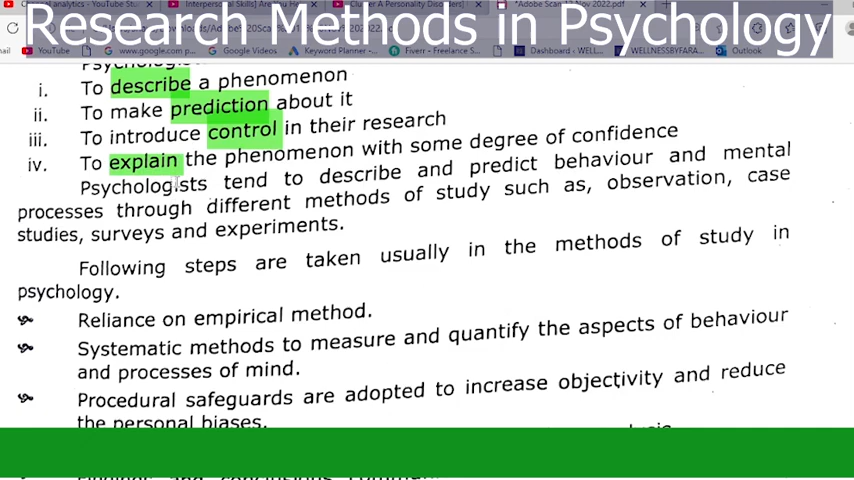 Research Methods in Psychology
YouTube
www.google.com.p
Google Videos
Keyword Planner -...
Fiverr - Freelance S...
Dashboard - WELL...
WELLNESSBYFARA...
Outlook
i. To describe a phenomenon
ii. To make prediction about it
iii. To introduce control in their research
iv. To explain the phenomenon with some degree of confidence
Psychologists tend to describe and predict behaviour and mental
processes through different methods of study such as, observation, case
studies, surveys and experiments.
Following steps are taken usually in the methods of study in
psychology.
Reliance on empirical method.
Systematic methods to measure and quantify the aspects of behaviour
and processes of mind.
Procedural safeguards are adopted to increase objectivity and reduce
the personal biases.